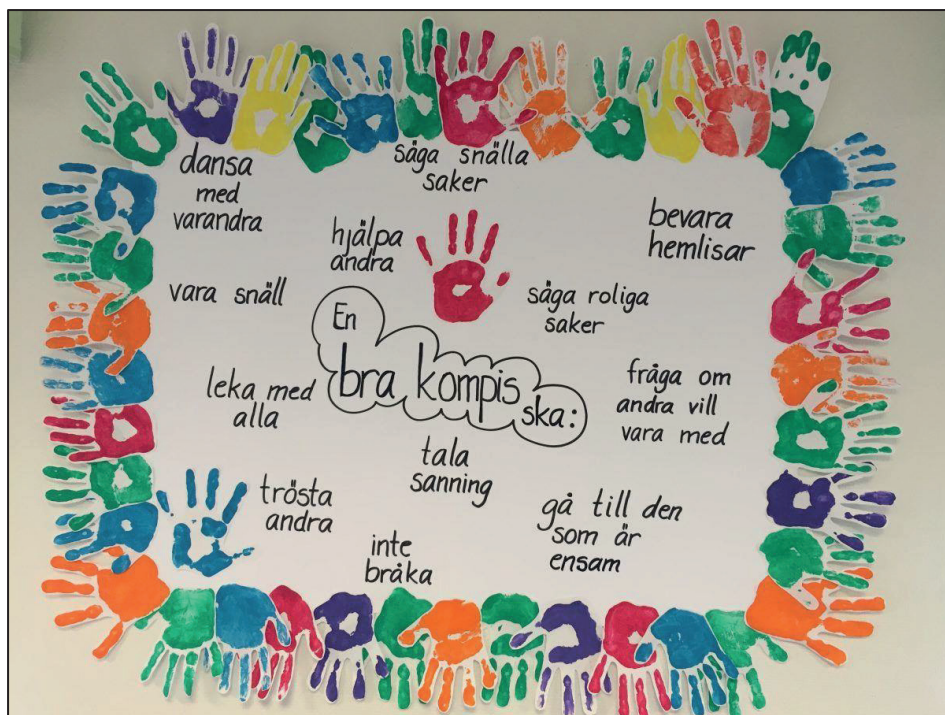 dansa
med
varandra
säga snälla
saker
bevara
hemlisar
hjälpa
andra
vara snäll
säga roliga
saker
En
bra kompis
ska:
leka med
alla
fråga om
andra vill
vara med
tala
sanning
trösta
andra
gå till den
som är
ensam
inte
bråka